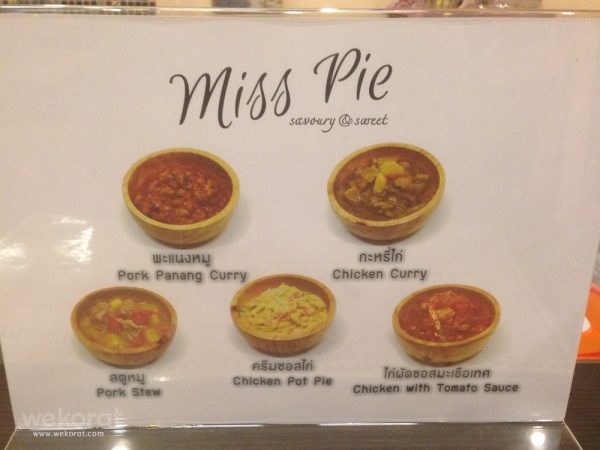 Miss Pie
savoury & sweet
พะแนงหมู
Pork Panang Curry
กะหรี่ไก่
Chicken Curry
สตูหมู
Pork Stew
ครีมซอสไก่
Chicken Pot Pie
ไก่ผัดซอสมะเขือเทศ
Chicken with Tomato Sauce
wekorat
www.wekorat.com